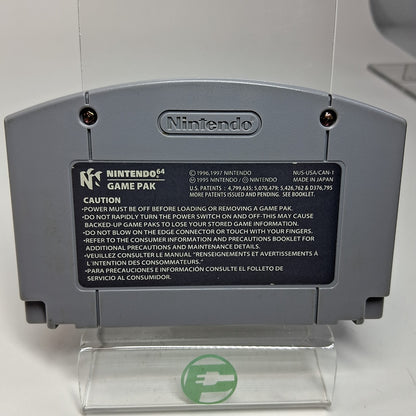 Nintendo
NINTENDO64
GAME PAK
© 1996,1997 NINTENDO
Ⓜ 1995 NINTENDO / Ⓜ NINTENDO
NUS-USA/CAN-1
MADE IN JAPAN
U.S. PATENTS : 4,799,635; 5,070,479; 5,426,762 & D376,795
MORE PATENTS ISSUED AND PENDING. SEE BOOKLET.
CAUTION
•POWER MUST BE OFF BEFORE LOADING OR REMOVING A GAME PAK.
•DO NOT RAPIDLY TURN THE POWER SWITCH ON AND OFF-THIS MAY CAUSE
BACKED-UP GAME PAKS TO LOSE YOUR STORED GAME INFORMATION.
•DO NOT BLOW ON THE EDGE CONNECTOR OR TOUCH WITH YOUR FINGERS.
•REFER TO THE CONSUMER INFORMATION AND PRECAUTIONS BOOKLET FOR
ADDITIONAL PRECAUTIONS AND MAINTENANCE DETAILS.
•VEUILLEZ CONSULTER LE MANUAL "RENSEIGNEMENTS ET AVERTISSEMENTS À
L'INTENTION DES CONSOMMATEURS."
•PARA PRECAUCIONES E INFORMACIÓN CONSULTE EL FOLLETO DE
SERVICIO AL CONSUMIDOR.